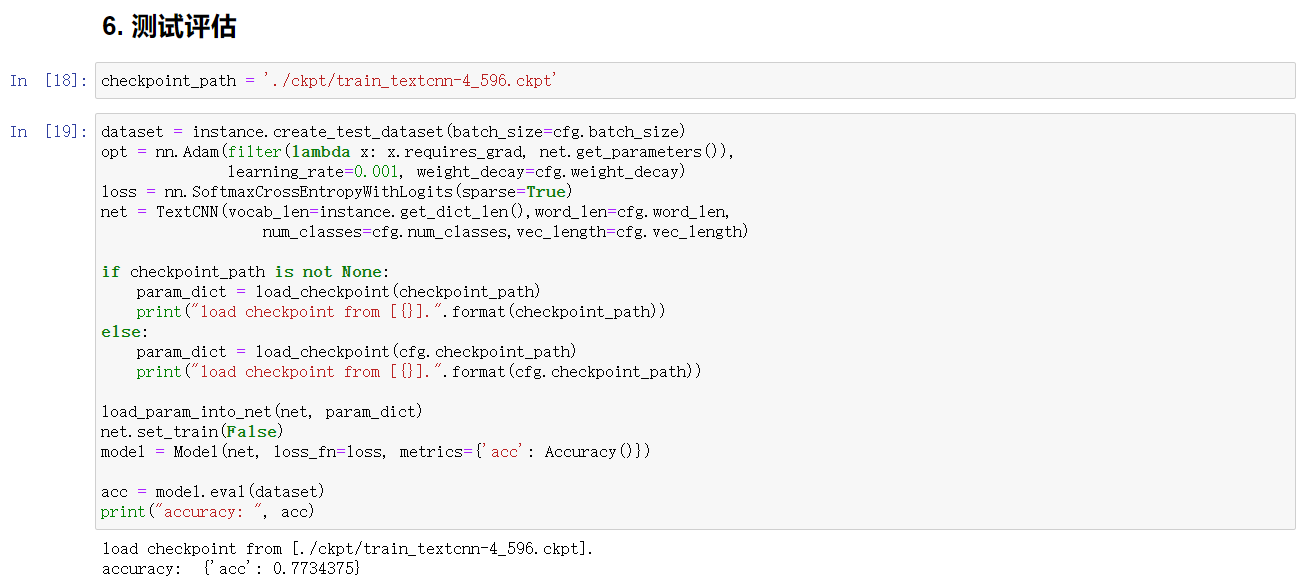 6. 测试评估
In [18]: checkpoint_path = './ckpt/train_textcnn-4_596.ckpt'
In [19]: dataset = instance.create_test_dataset(batch_size=cfg.batch_size)
opt = nn.Adam(filter(lambda x: x.requires_grad, net.get_parameters()),
              learning_rate=0.001, weight_decay=cfg.weight_decay)
loss = nn.SoftmaxCrossEntropyWithLogits(sparse=True)
net = TextCNN(vocab_len=instance.get_dict_len(),word_len=cfg.word_len,
                  num_classes=cfg.num_classes,vec_length=cfg.vec_length)
if checkpoint_path is not None:
    param_dict = load_checkpoint(checkpoint_path)
    print("load checkpoint from [{}].".format(checkpoint_path))
else:
    param_dict = load_checkpoint(cfg.checkpoint_path)
    print("load checkpoint from [{}].".format(cfg.checkpoint_path))
load_param_into_net(net, param_dict)
net.set_train(False)
model = Model(net, loss_fn=loss, metrics={'acc': Accuracy()})
acc = model.eval(dataset)
print("accuracy: ", acc)
load checkpoint from [./ckpt/train_textcnn-4_596.ckpt].
accuracy:  {'acc': 0.7734375}